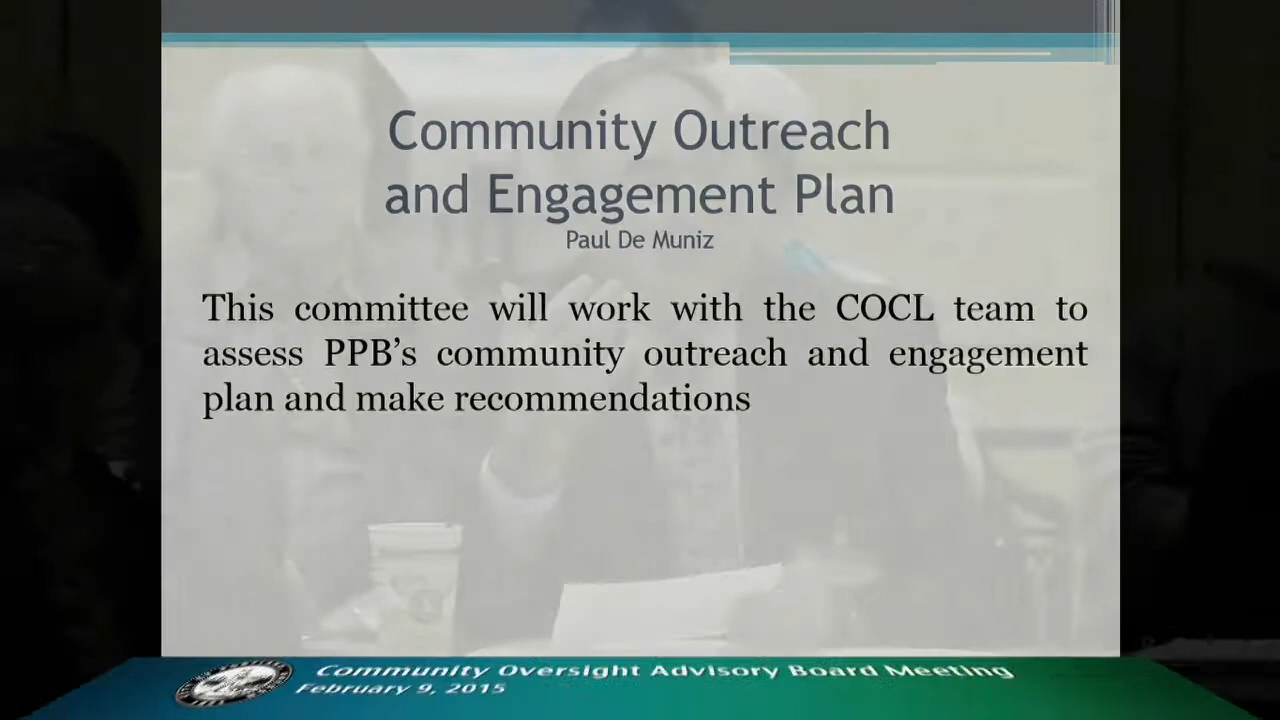 Community Outreach
and Engagement Plan
Paul De Muniz
This committee will work with the COCL team to
assess PPB’s community outreach and engagement
plan and make recommendations
Community Oversight Advisory Board Meeting
February 9, 2015